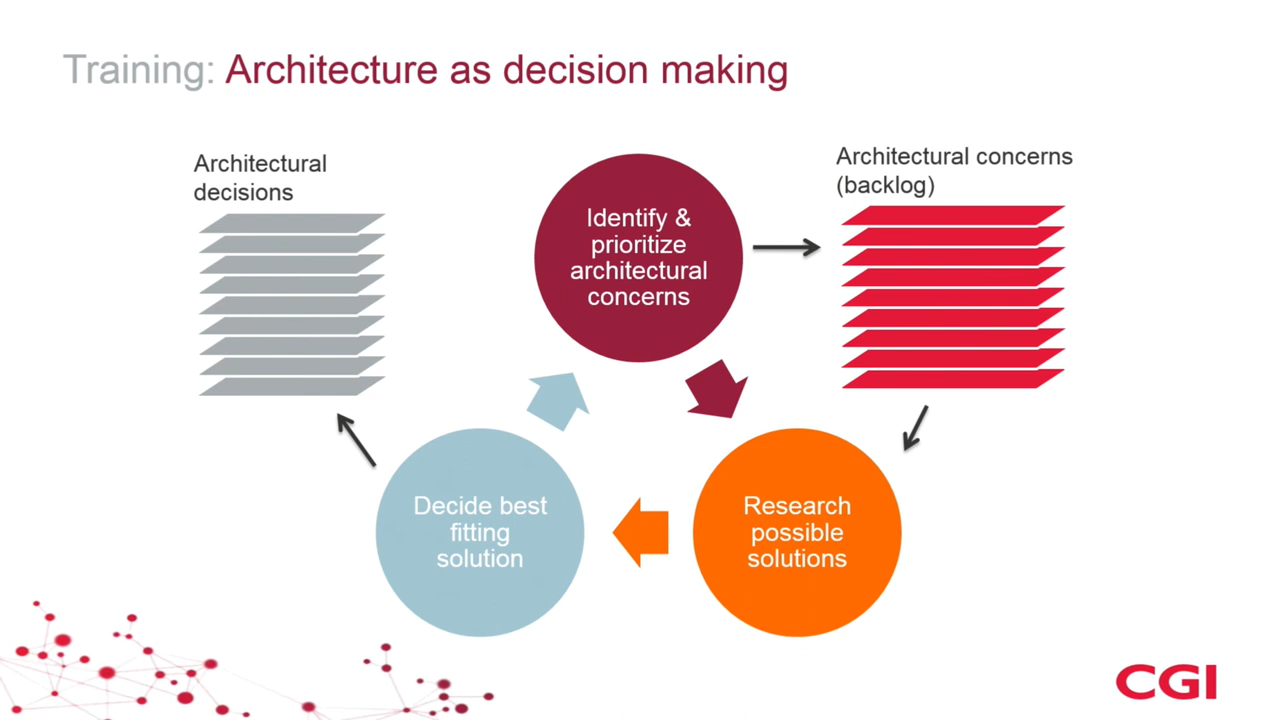 Training: Architecture as decision making
Architectural
decisions
Identify &
prioritize
architectural
concerns
Architectural concerns
(backlog)
Decide best
fitting
solution
Research
possible
solutions
CGI